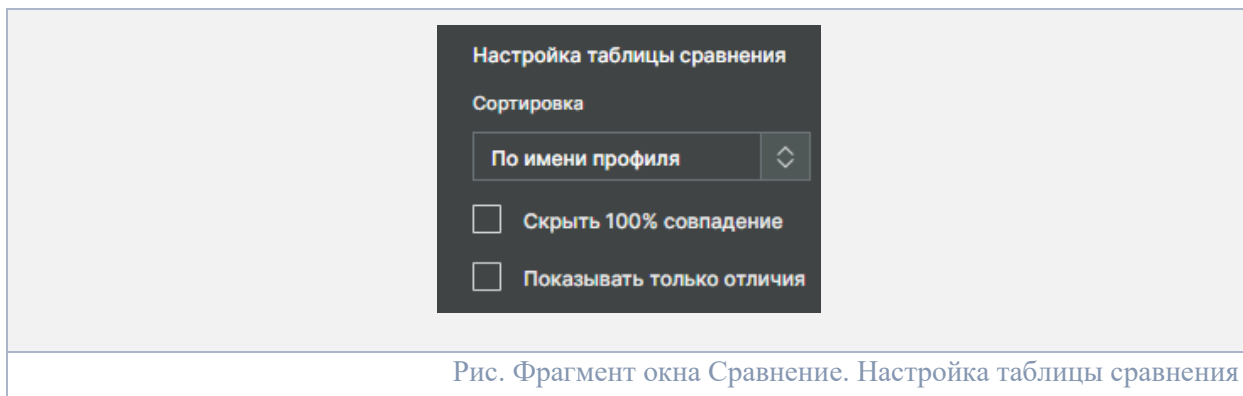 Настройка таблицы сравнения
Сортировка
По имени профиля
Скрыть 100% совпадение
Показывать только отличия
Рис. Фрагмент окна Сравнение. Настройка таблицы сравнения